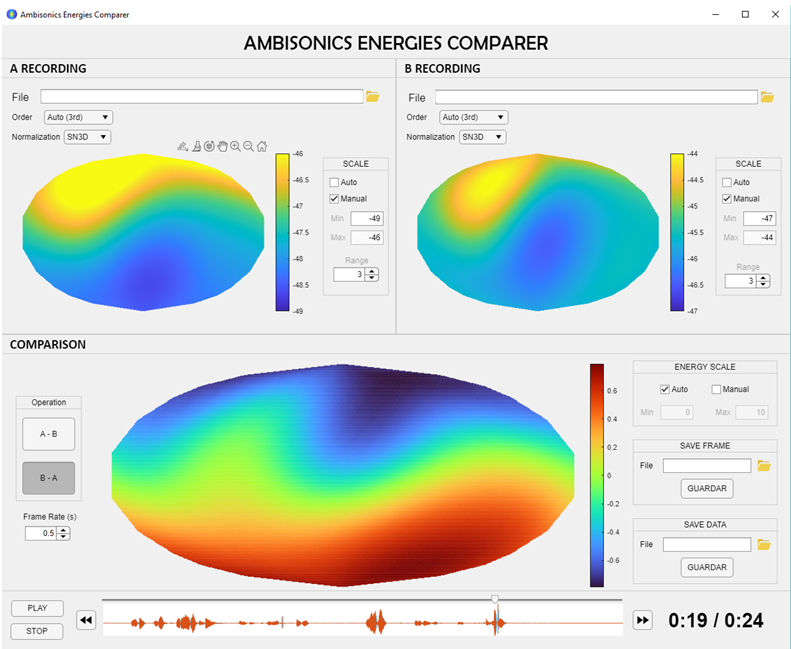 Ambisonics Energies Comparer
AMBISONICS ENERGIES COMPARER
A RECORDING
File
Order Auto (3rd)
Normalization SN3D
-46
-46.5
-47
-47.5
-48
-48.5
-49
SCALE
Auto
Manual
Min -49
Max -46
Range
3
B RECORDING
File
Order Auto (3rd)
Normalization SN3D
-44
-44.5
-45
-45.5
-46
-46.5
-47
SCALE
Auto
Manual
Min -47
Max -44
Range
3
COMPARISON
Operation
A - B
B - A
Frame Rate (s)
0.5
0.6
0.4
0.2
0
-0.2
-0.4
-0.6
ENERGY SCALE
Auto Manual
Min 0 Max 10
SAVE FRAME
File
GUARDAR
SAVE DATA
File
GUARDAR
PLAY
STOP
0:19 / 0:24